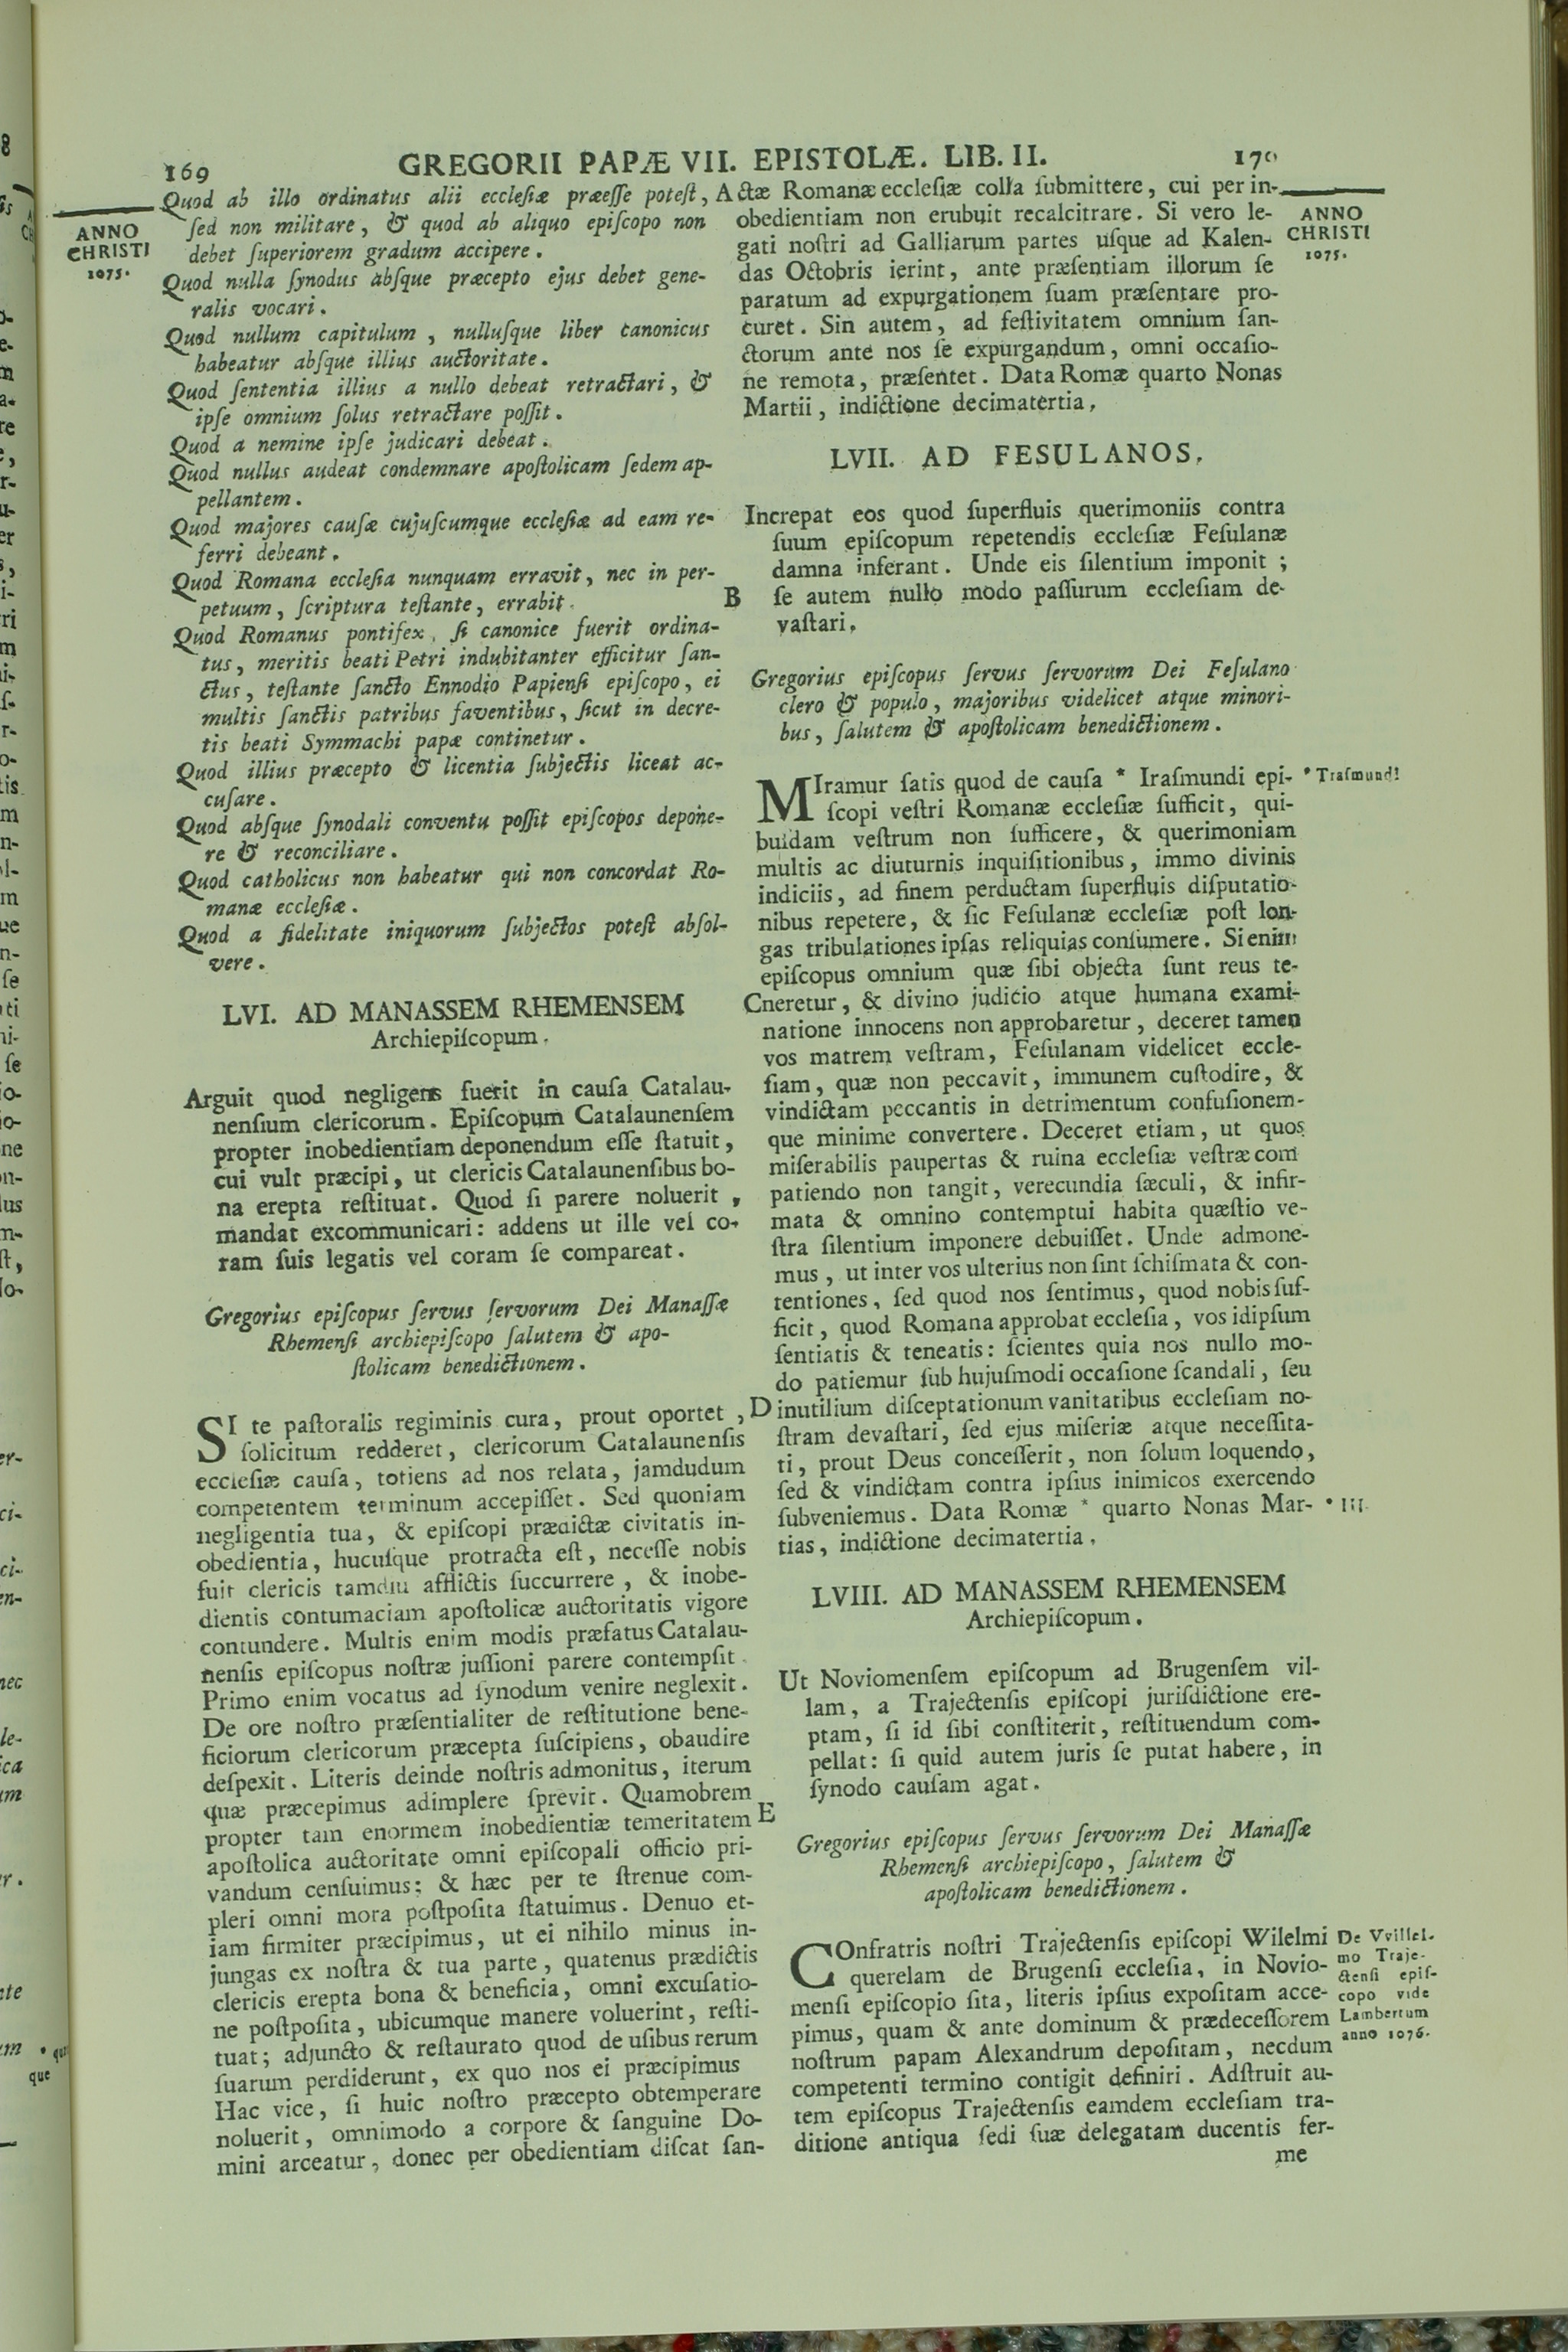 169
GREGORII PAPÆ VII. EPISTOLÆ. LIB. II.
170
ANNO
CHRISTI
1075.
Quod ab illo ordinatus alii eccleſiæ præeſſe poteſt,
ſed non militare, & quod ab aliquo epiſcopo non
debet ſuperiorem gradum accipere.
Quod nulla ſynodus abſque præcepto ejus debet gene-
ralis vocari.
Quod nullum capitulum, nulluſque liber canonicus
habeatur abſque illius auctoritate.
Quod ſententia illius a nullo debeat retractari, &
ipſe omnium ſolus retractare poſſit.
Quod a nemine ipſe judicari debeat.
Quod nullus audeat condemnare apoſtolicam ſedem ap-
pellantem.
Quod majores cauſæ cujuſcumque eccleſiæ ad eam re-
ferri debeant.
Quod Romana eccleſia nunquam erravit, nec in per-
petuum, ſcriptura teſtante, errabit.
Quod Romanus pontifex, ſi canonice fuerit ordina-
tus, meritis beati Petri indubitanter efficitur ſan-
ctus, teſtante ſancto Ennodio Papienſi epiſcopo, ei
multis ſanctis patribus faventibus, ſicut in decre-
tis beati Symmachi papæ continetur.
Quod illius præcepto & licentia ſubjectis liceat ac-
cuſare.
Quod abſque ſynodali conventu poſſit epiſcopos depone-
re & reconciliare.
Quod catholicus non habeatur qui non concordat Ro-
manæ eccleſiæ.
Quod a fidelitate iniquorum ſubjectos poteſt abſol-
vere.
LVI. AD MANASSEM RHEMENSEM
Archiepiſcopum.
Arguit quod negligens fuerit in cauſa Catalau-
nenſium clericorum. Epiſcopum Catalaunenſem
propter inobedientiam deponendum eſſe ſtatuit,
cui vult præcipi, ut clericis Catalaunenſibus bo-
na erepta reſtituat. Quod ſi parere noluerit,
mandat excommunicari: addens ut ille vel co-
ram ſuis legatis vel coram ſe compareat.
Gregorius epiſcopus ſervus ſervorum Dei Manaſſæ
Rhemenſi archiepiſcopo ſalutem & apo-
ſtolicam benedictionem.
SI te paſtoralis regiminis cura, prout oportet,
ſolicitum redderet, clericorum Catalaunenſis
eccleſiæ cauſa, totiens ad nos relata, jamdudum
competentem terminum accepiſſet. Sed quoniam
negligentia tua, & epiſcopi prædictæ civitatis in-
obedientia, hucuſque protracta eſt, neceſſe nobis
fuit clericis tamdiu afflictis ſuccurrere, & inobe-
dientis contumaciam apoſtolicæ auctoritatis vigore
contundere. Multis enim modis præfatus Catalau-
nenſis epiſcopus noſtræ juſſioni parere contempſit.
Primo enim vocatus ad ſynodum venire neglexit.
De ore noſtro præſentialiter de reſtitutione bene-
ficiorum clericorum præcepta ſuſcipiens, obaudire
deſpexit. Literis deinde noſtris admonitus, iterum
quæ præcepimus adimplere ſprevit. Quamobrem
propter tam enormem inobedientiæ temeritatem
apoſtolica auctoritate omni epiſcopali officio pri-
vandum cenſuimus; & hæc per te ſtrenue com-
pleri omni mora poſtpoſita ſtatuimus. Denuo et-
iam firmiter præcipimus, ut ei nihilo minus in-
jungas ex noſtra & tua parte, quatenus prædictis
clericis erepta bona & beneficia, omni excuſatio-
ne poſtpoſita, ubicumque manere voluerint, reſti-
tuat; adjuncto & reſtaurato quod de uſibus rerum
ſuarum perdiderunt, ex quo nos ei præcipimus
Hac vice, ſi huic noſtro præcepto obtemperare
noluerit, omnimodo a corpore & ſanguine Do-
mini arceatur, donec per obedientiam diſcat ſan-
A ctæ Romanæ eccleſiæ colla ſubmittere, cui per in-
obedientiam non erubuit recalcitrare. Si vero le-
gati noſtri ad Galliarum partes uſque ad Kalen-
das Octobris ierint, ante præſentiam illorum ſe
paratum ad expurgationem ſuam præſentare pro-
curet. Sin autem, ad feſtivitatem omnium ſan-
ctorum ante nos ſe expurgandum, omni occaſio-
ne remota, præſentet. Data Romæ quarto Nonas
Martii, indictione decimatertia.
ANNO
CHRISTI
1075.
LVII. AD FESULANOS.
Increpat eos quod ſuperfluis querimoniis contra
ſuum epiſcopum repetendis eccleſiæ Feſulanæ
damna inferant. Unde eis ſilentium imponit;
B ſe autem nullo modo paſſurum eccleſiam de-
vaſtari.
Gregorius epiſcopus ſervus ſervorum Dei Feſulano
clero & populo, majoribus videlicet atque minori-
bus, ſalutem & apoſtolicam benedictionem.
MIramur ſatis quod de cauſa * Iraſmundi epi-
* Traſmundi
ſcopi veſtri Romanæ eccleſiæ ſufficit, qui-
buſdam veſtrum non ſufficere, & querimoniam
multis ac diuturnis inquiſitionibus, immo divinis
indiciis, ad finem perductam ſuperfluis diſputatio-
nibus repetere, & ſic Feſulanæ eccleſiæ poſt lon-
gas tribulationes ipſas reliquias conſumere. Si enim
epiſcopus omnium quæ ſibi objecta ſunt reus te-
C neretur, & divino judicio atque humana exami-
natione innocens non approbaretur, deceret tamen
vos matrem veſtram, Feſulanam videlicet eccle-
ſiam, quæ non peccavit, immunem cuſtodire, &
vindictam peccantis in detrimentum confuſionem-
que minime convertere. Deceret etiam, ut quos
miſerabilis paupertas & ruina eccleſiæ veſtræ com
patiendo non tangit, verecundia ſæculi, & infir-
mata & omnino contemptui habita quæſtio ve-
ſtra ſilentium imponere debuiſſet. Unde admone-
mus, ut inter vos ulterius non ſint ſchiſmata & con-
tentiones, ſed quod nos ſentimus, quod nobis ſuf-
ficit, quod Romana approbat eccleſia, vos idipſum
ſentiatis & teneatis: ſcientes quia nos nullo mo-
do patiemur ſub hujuſmodi occaſione ſcandali, ſeu
D inutilium diſceptationum vanitatibus eccleſiam no-
ſtram devaſtari, ſed ejus miſeriæ atque neceſſita-
ti, prout Deus conceſſerit, non ſolum loquendo,
ſed & vindictam contra ipſius inimicos exercendo
ſubveniemus. Data Romæ * quarto Nonas Mar-
* III.
tias, indictione decimatertia.
LVIII. AD MANASSEM RHEMENSEM
Archiepiſcopum.
Ut Noviomenſem epiſcopum ad Brugenſem vil-
lam, a Trajectenſis epiſcopi juriſdictione ere-
ptam, ſi id ſibi conſtiterit, reſtituendum com-
pellat: ſi quid autem juris ſe putat habere, in
ſynodo cauſam agat.
E
Gregorius epiſcopus ſervus ſervorum Dei Manaſſæ
Rhemenſi archiepiſcopo, ſalutem &
apoſtolicam benedictionem.
COnfratris noſtri Trajectenſis epiſcopi Wilelmi
querelam de Brugenſi eccleſia, in Novio-
menſi epiſcopio ſita, literis ipſius expoſitam acce-
pimus, quam & ante dominum & prædeceſſorem
noſtrum papam Alexandrum depoſitam, necdum
competenti termino contigit definiri. Adſtruit au-
tem epiſcopus Trajectenſis eamdem eccleſiam tra-
ditione antiqua ſedi ſuæ delegatam ducentis fer-
me
De Vvillel-
mo Traje-
ctenſi epiſ-
copo vide
Lambertum
anno 1076.